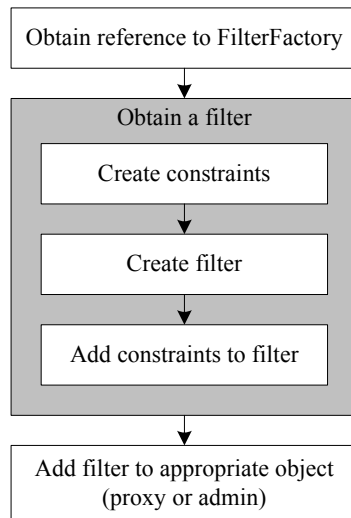 Obtain reference to FilterFactory
Obtain a filter
Create constraints
Create filter
Add constraints to filter
Add filter to appropriate object
(proxy or admin)